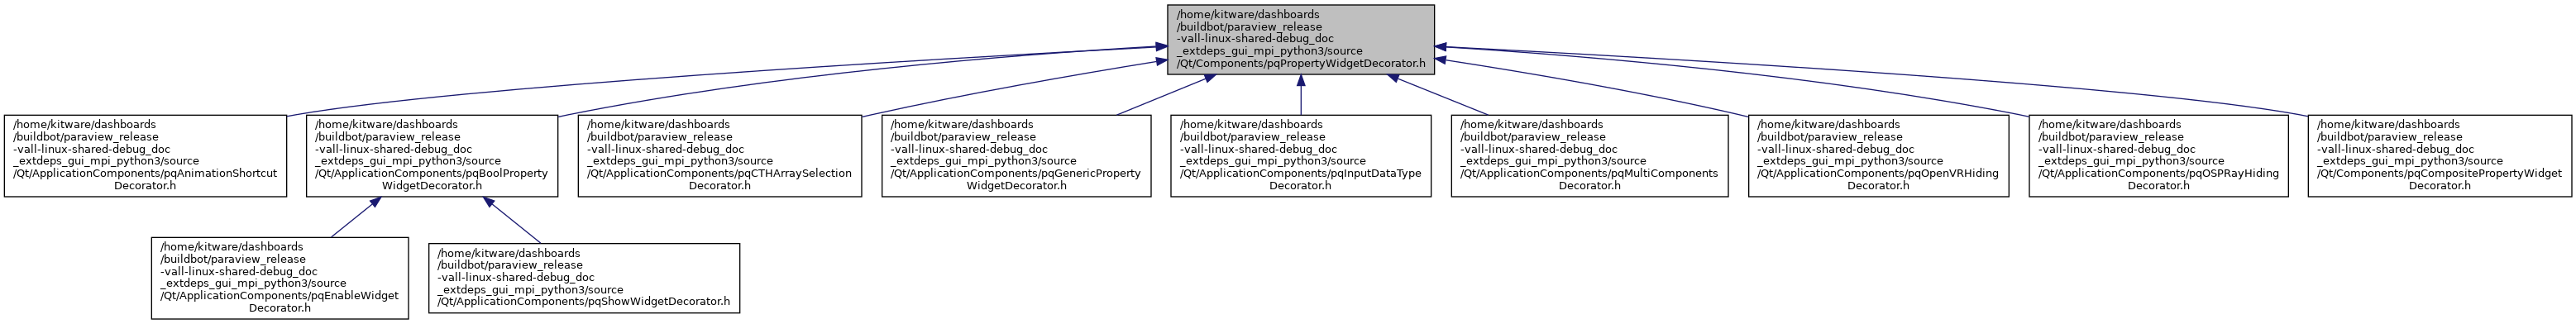 /home/kitware/dashboards
/buildbot/paraview_release
-vall-linux-shared-debug_doc
_extdeps_gui_mpi_python3/source
/Qt/Components/pqPropertyWidgetDecorator.h
/home/kitware/dashboards
/buildbot/paraview_release
-vall-linux-shared-debug_doc
_extdeps_gui_mpi_python3/source
/Qt/ApplicationComponents/pqAnimationShortcut
Decorator.h
/home/kitware/dashboards
/buildbot/paraview_release
-vall-linux-shared-debug_doc
_extdeps_gui_mpi_python3/source
/Qt/ApplicationComponents/pqBoolProperty
WidgetDecorator.h
/home/kitware/dashboards
/buildbot/paraview_release
-vall-linux-shared-debug_doc
_extdeps_gui_mpi_python3/source
/Qt/ApplicationComponents/pqCTHArraySelection
Decorator.h
/home/kitware/dashboards
/buildbot/paraview_release
-vall-linux-shared-debug_doc
_extdeps_gui_mpi_python3/source
/Qt/ApplicationComponents/pqGenericProperty
WidgetDecorator.h
/home/kitware/dashboards
/buildbot/paraview_release
-vall-linux-shared-debug_doc
_extdeps_gui_mpi_python3/source
/Qt/ApplicationComponents/pqInputDataType
Decorator.h
/home/kitware/dashboards
/buildbot/paraview_release
-vall-linux-shared-debug_doc
_extdeps_gui_mpi_python3/source
/Qt/ApplicationComponents/pqMultiComponents
Decorator.h
/home/kitware/dashboards
/buildbot/paraview_release
-vall-linux-shared-debug_doc
_extdeps_gui_mpi_python3/source
/Qt/ApplicationComponents/pqOpenVRHiding
Decorator.h
/home/kitware/dashboards
/buildbot/paraview_release
-vall-linux-shared-debug_doc
_extdeps_gui_mpi_python3/source
/Qt/ApplicationComponents/pqOSPRayHiding
Decorator.h
/home/kitware/dashboards
/buildbot/paraview_release
-vall-linux-shared-debug_doc
_extdeps_gui_mpi_python3/source
/Qt/Components/pqCompositePropertyWidget
Decorator.h
/home/kitware/dashboards
/buildbot/paraview_release
-vall-linux-shared-debug_doc
_extdeps_gui_mpi_python3/source
/Qt/ApplicationComponents/pqEnableWidget
Decorator.h
/home/kitware/dashboards
/buildbot/paraview_release
-vall-linux-shared-debug_doc
_extdeps_gui_mpi_python3/source
/Qt/ApplicationComponents/pqShowWidgetDecorator.h